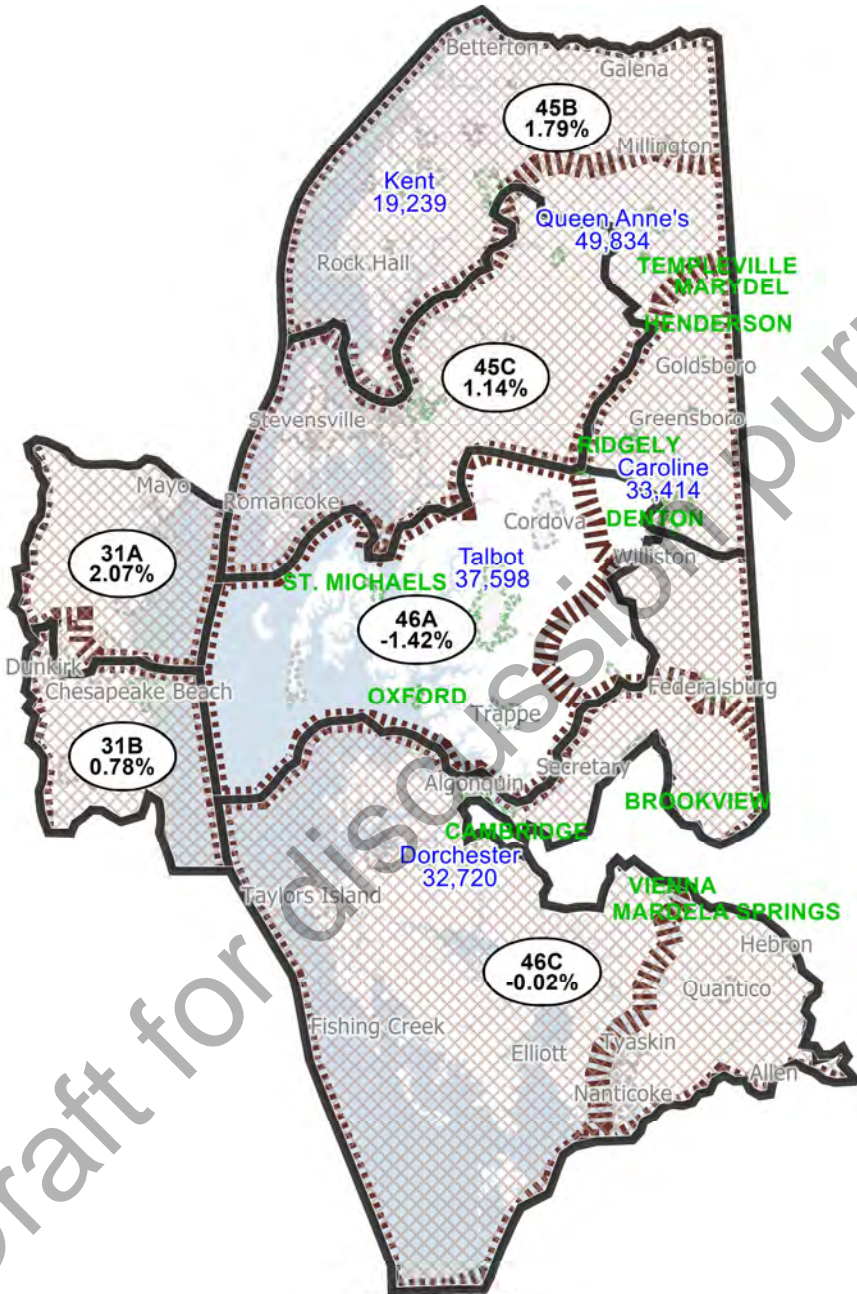 Betterton
Galena
45B
1.79%
Millington
Kent
19,239
Queen Anne's
49,834
Rock Hall
TEMPLEVILLE
MARYDEL
HENDERSON
45C
1.14%
Goldsboro
Stevensville
Greensboro
RIDGELY
Caroline
33,414
Mayo
Romancoke
Cordova
DENTON
31A
2.07%
ST. MICHAELS
Talbot
37,598
Williston
46A
-1.42%
Dunkirk
Chesapeake Beach
OXFORD
Trappe
Federalsburg
31B
0.78%
Algonquin
Secretary
BROOKVIEW
CAMBRIDGE
Dorchester
32,720
Taylors Island
VIENNA
MARDELA SPRINGS
Hebron
46C
-0.02%
Quantico
Fishing Creek
Elliott
Tyaskin
Nanticoke
Allen
Draft for discussion pur